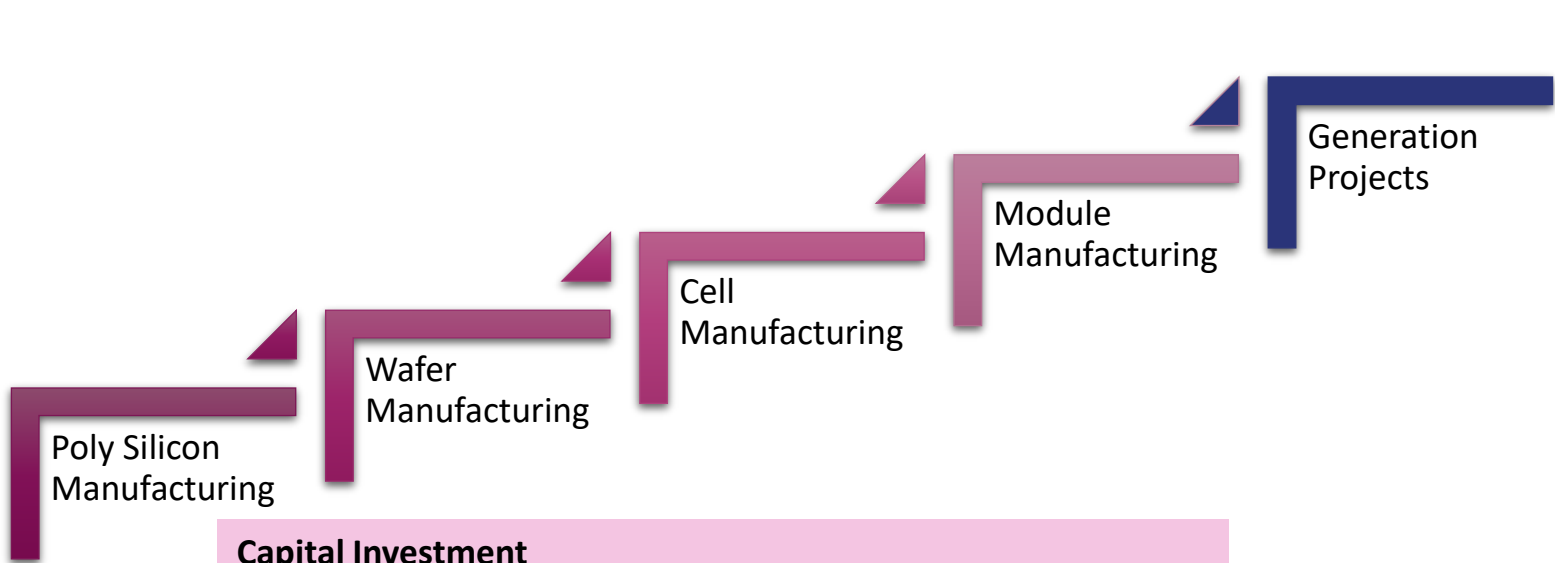 Generation
Projects
Module
Manufacturing
Cell
Manufacturing
Wafer
Manufacturing
Poly Silicon
Manufacturing
Capital Investment